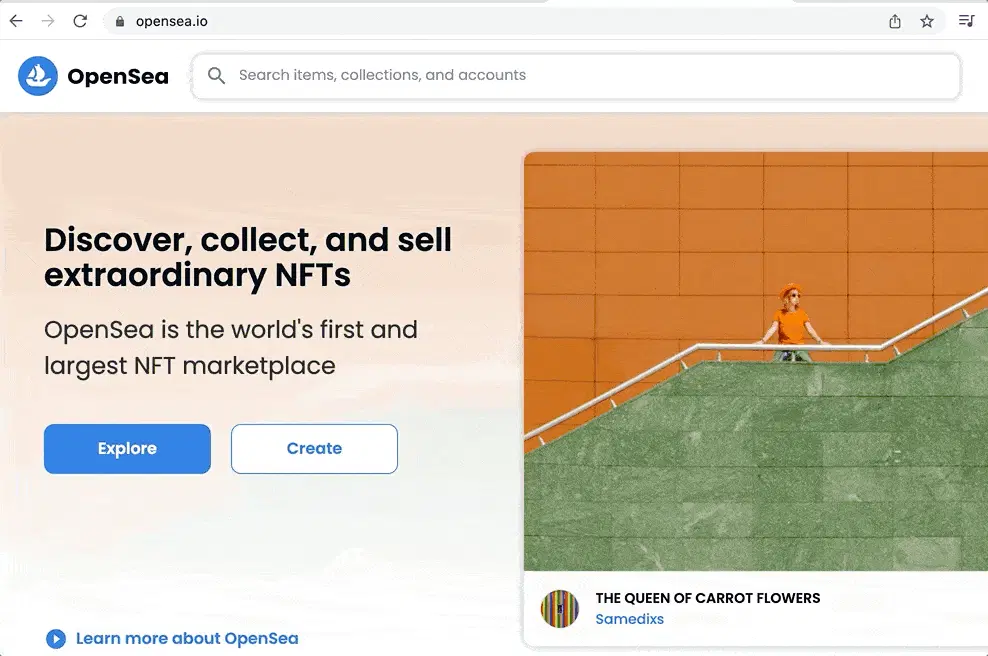 opensea.io
OpenSea
Search items, collections, and accounts
Discover, collect, and sell
extraordinary NFTs
OpenSea is the world's first and
largest NFT marketplace
Explore
Create
Learn more about OpenSea
THE QUEEN OF CARROT FLOWERS
Samedixs